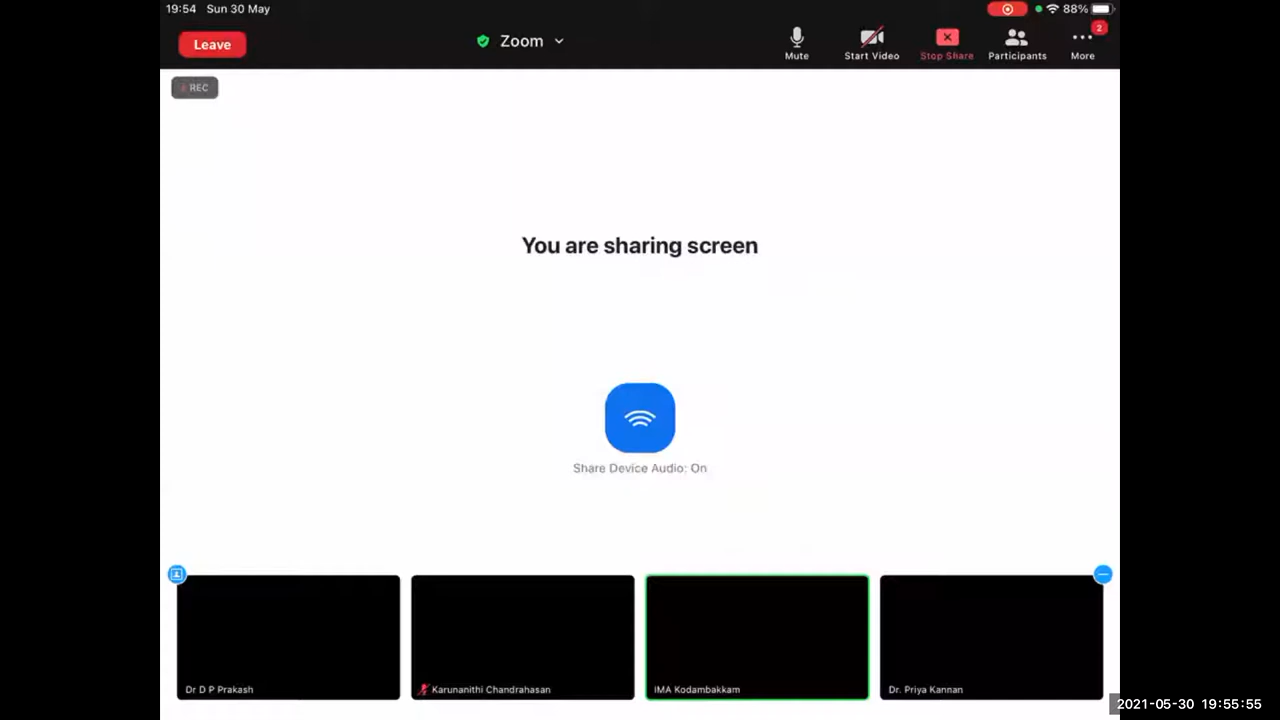 19:54 Sun 30 May
88%
Leave
Zoom
Mute
Start Video
Stop Share
Participants
More
2
REC
You are sharing screen
Share Device Audio: On
Dr D P Prakash
Karunanithi Chandrahasan
IMA Kodambakkam
Dr. Priya Kannan
2021-05-30 19:55:55